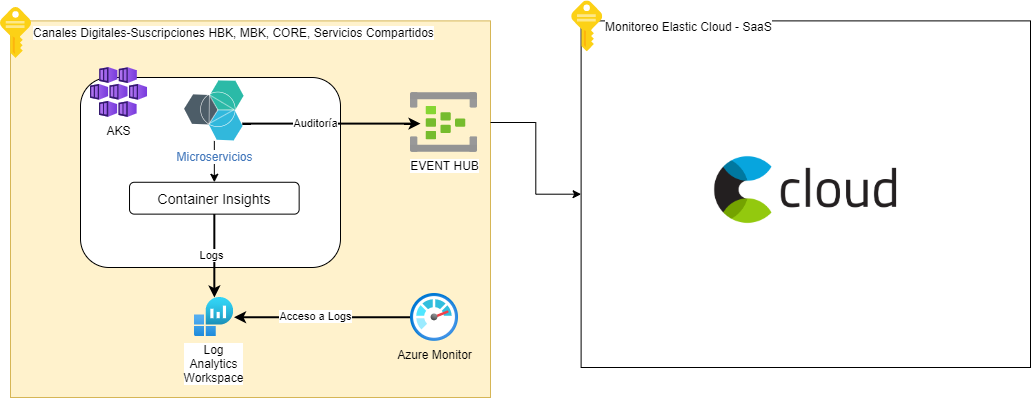 Canales Digitales-Suscripciones HBK, MBK, CORE, Servicios Compartidos
Monitoreo Elastic Cloud - SaaS
AKS
Auditoría
Microservicios
EVENT HUB
Container Insights
cloud
Logs
Acceso a Logs
Log
Analytics
Workspace
Azure Monitor